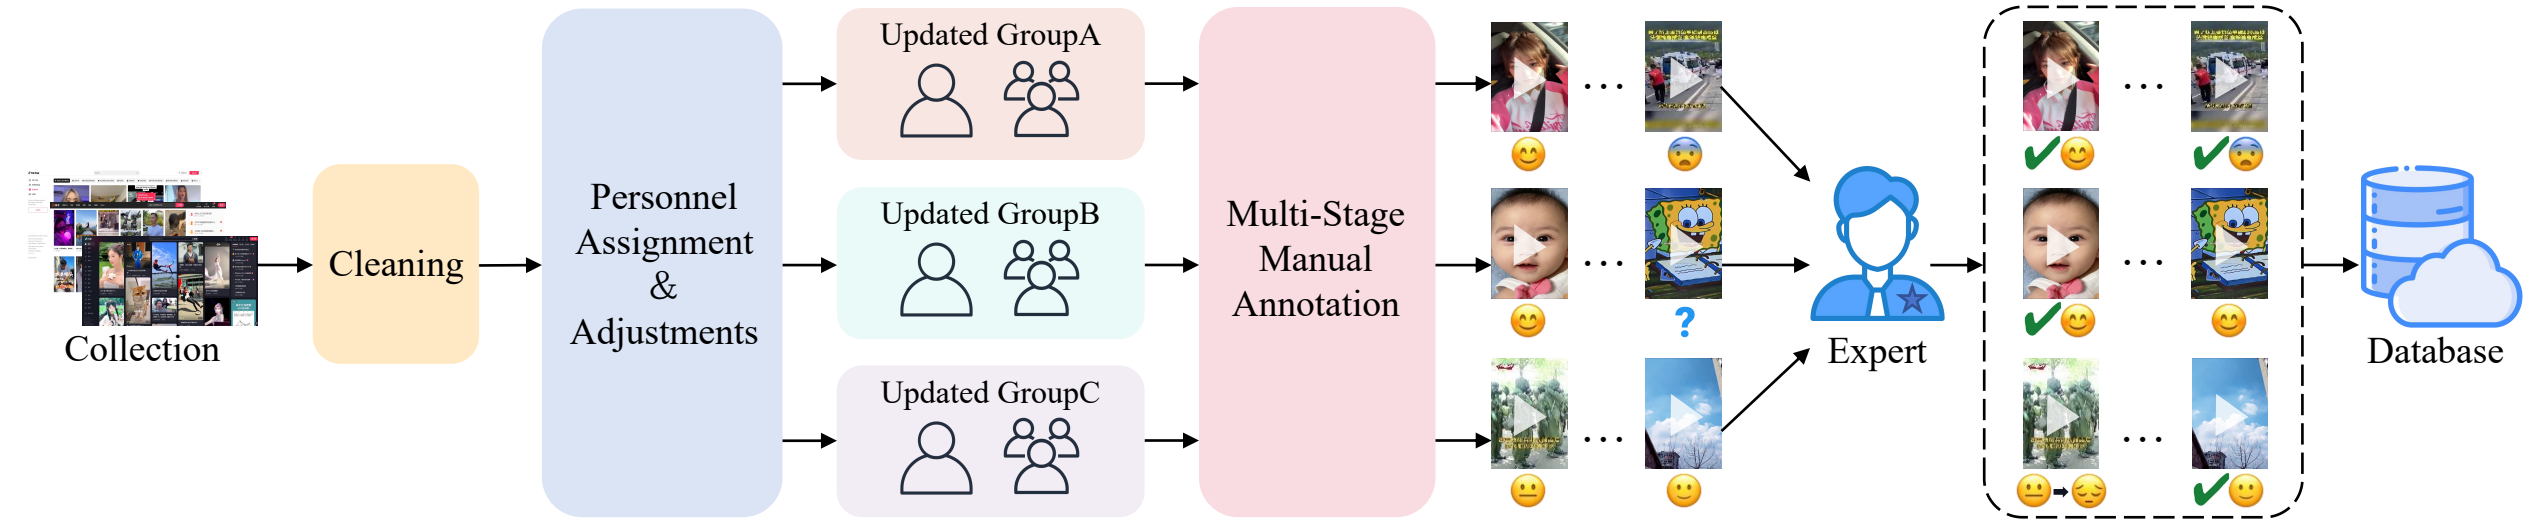 Collection
Cleaning
Personnel
Assignment
&
Adjustments
Updated GroupA
Updated GroupB
Updated GroupC
Multi-Stage
Manual
Annotation
...
...
...
?
Expert
...
...
...
Database